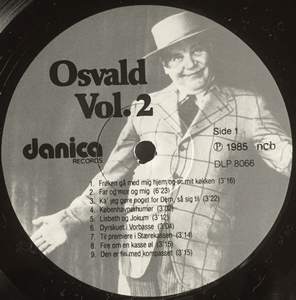 Osvald
Vol. 2
danica
RECORDS
Side 1
℗ 1985 ncb
DLP 8066
1. Frøken gå med mig hjem og se mit køkken (3'16)
2. Far og mor og mig (6'23)
3. Ka' jeg gøre noget for Dem, så sig til (3'22)
4. Københavnerhumør (3'02)
5. Lisbeth og Jokum (3'12)
6. Dyrskuet i Vorbasse (3'04)
7. Til premiere i Stærekassen (3'14)
8. Fire om en kasse øl (3'15)
9. Den er fin med kompasset (3'15)